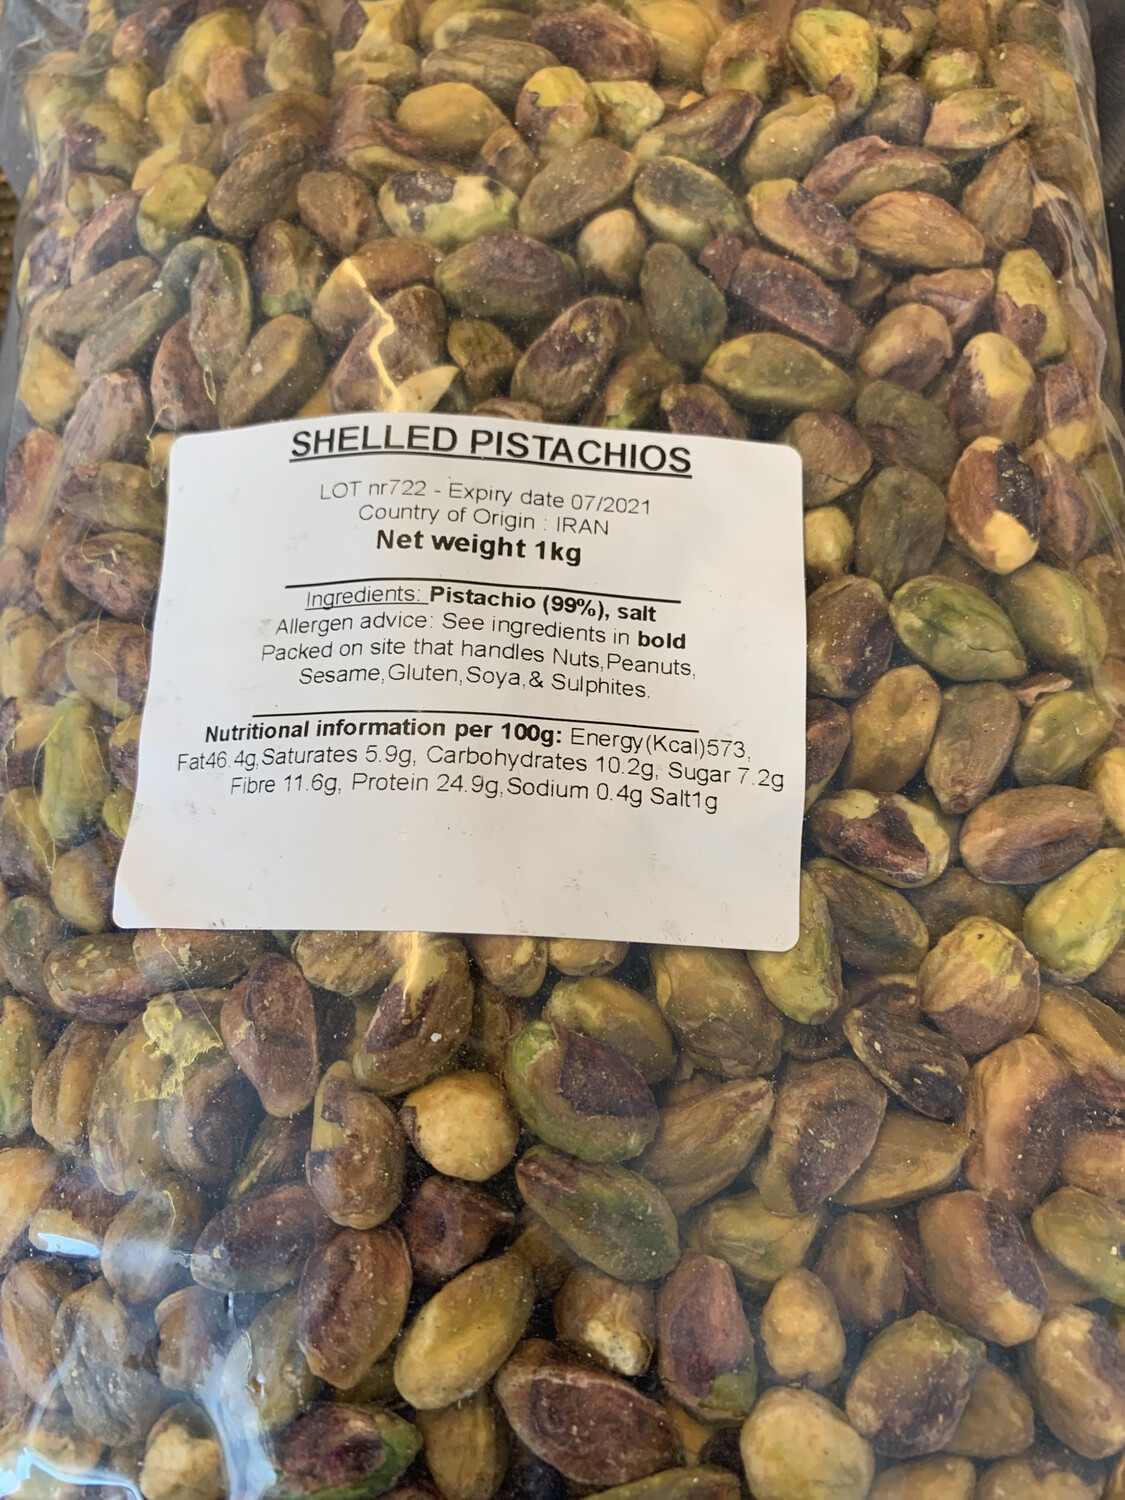 SHELLED PISTACHIOS
LOT nr722 - Expiry date 07/2021
Country of Origin : IRAN
Net weight 1kg
Ingredients: Pistachio (99%), salt
Allergen advice: See ingredients in bold
Packed on site that handles Nuts,Peanuts,
Sesame,Gluten,Soya,& Sulphites.
Nutritional information per 100g: Energy(Kcal)573,
Fat46.4g,Saturates 5.9g, Carbohydrates 10.2g, Sugar 7.2g
Fibre 11.6g, Protein 24.9g,Sodium 0.4g Salt1g